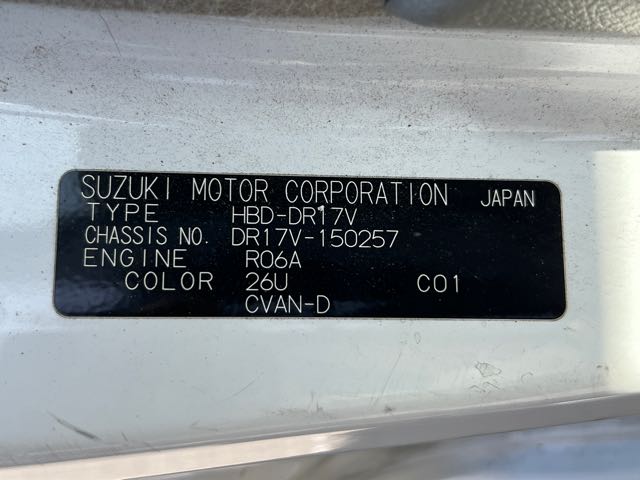 SUZUKI MOTOR CORPORATION JAPAN
TYPE HBD-DR17V
CHASSIS NO. DR17V-150257
ENGINE R06A
COLOR 26U C01
CVAN-D